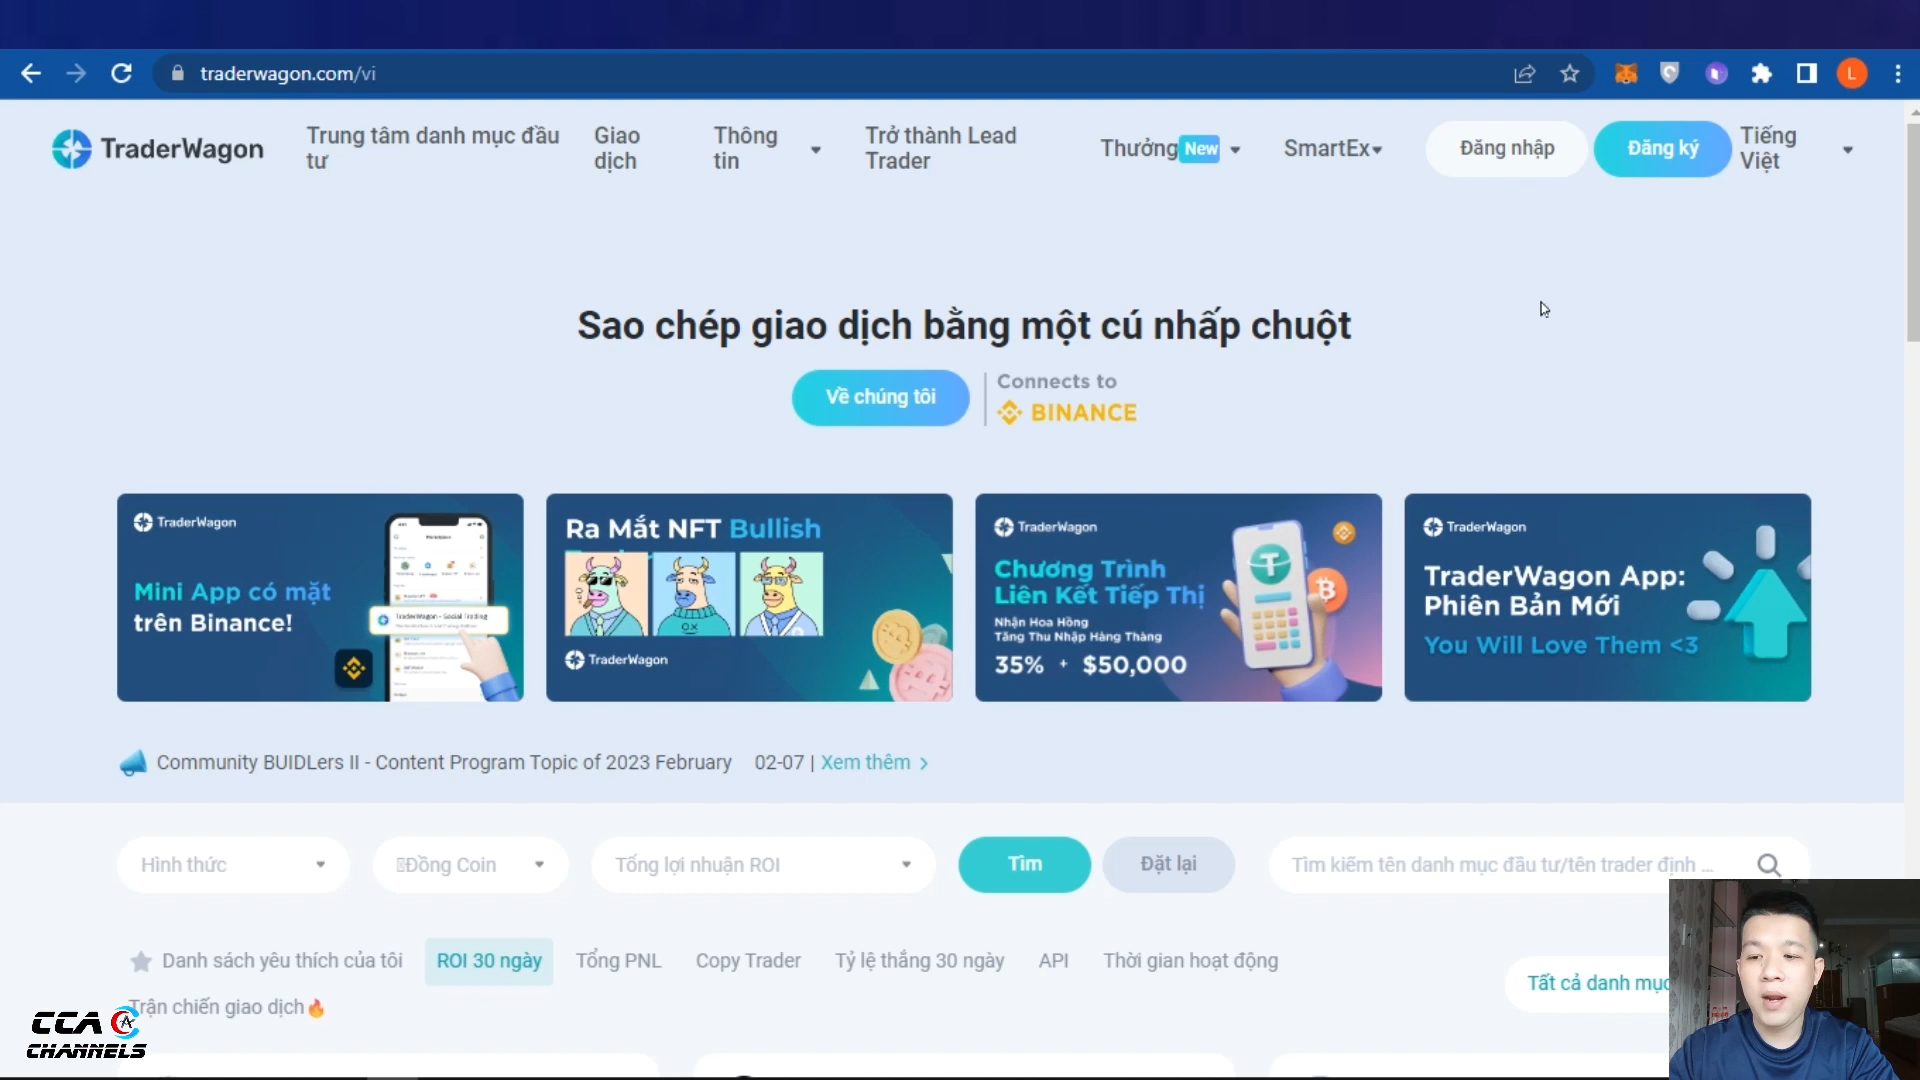 traderwagon.com/vi
L
TraderWagon
Trung tâm danh mục đầu
tư
Giao
dịch
Thông
tin
Trở thành Lead
Trader
Thưởng New
SmartEx
Đăng nhập
Đăng ký
Tiếng
Việt
Sao chép giao dịch bằng một cú nhấp chuột
Về chúng tôi
Connects to
BINANCE
TraderWagon
Mini App có mặt
trên Binance!
TraderWagon - Social Trading
Ra Mắt NFT Bullish
TraderWagon
TraderWagon
Chương Trình
Liên Kết Tiếp Thị
Nhận Hoa Hồng
Tăng Thu Nhập Hàng Tháng
35% + $50,000
TraderWagon
TraderWagon App:
Phiên Bản Mới
You Will Love Them <3
Community BUIDLers II - Content Program Topic of 2023 February 02-07 | Xem thêm >
Hình thức
Đồng Coin
Tổng lợi nhuận ROI
Tìm
Đặt lại
Tìm kiếm tên danh mục đầu tư/tên trader định ...
Danh sách yêu thích của tôi
ROI 30 ngày
Tổng PNL
Copy Trader
Tỷ lệ thắng 30 ngày
API
Thời gian hoạt động
Trận chiến giao dịch
Tất cả danh mục
CCA
CHANNELS